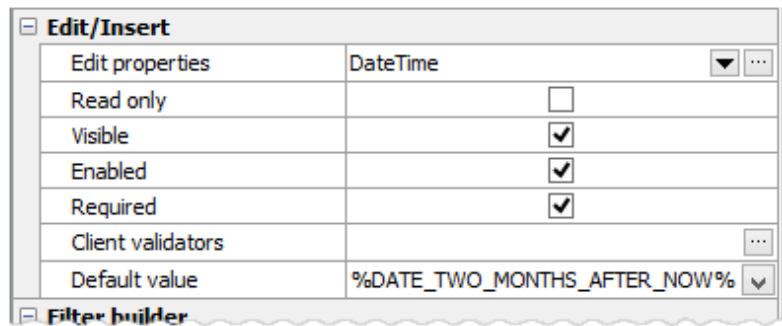 Edit/Insert
Edit properties DateTime
Read only
Visible
Enabled
Required
Client validators
Default value %DATE_TWO_MONTHS_AFTER_NOW%
Filter builder